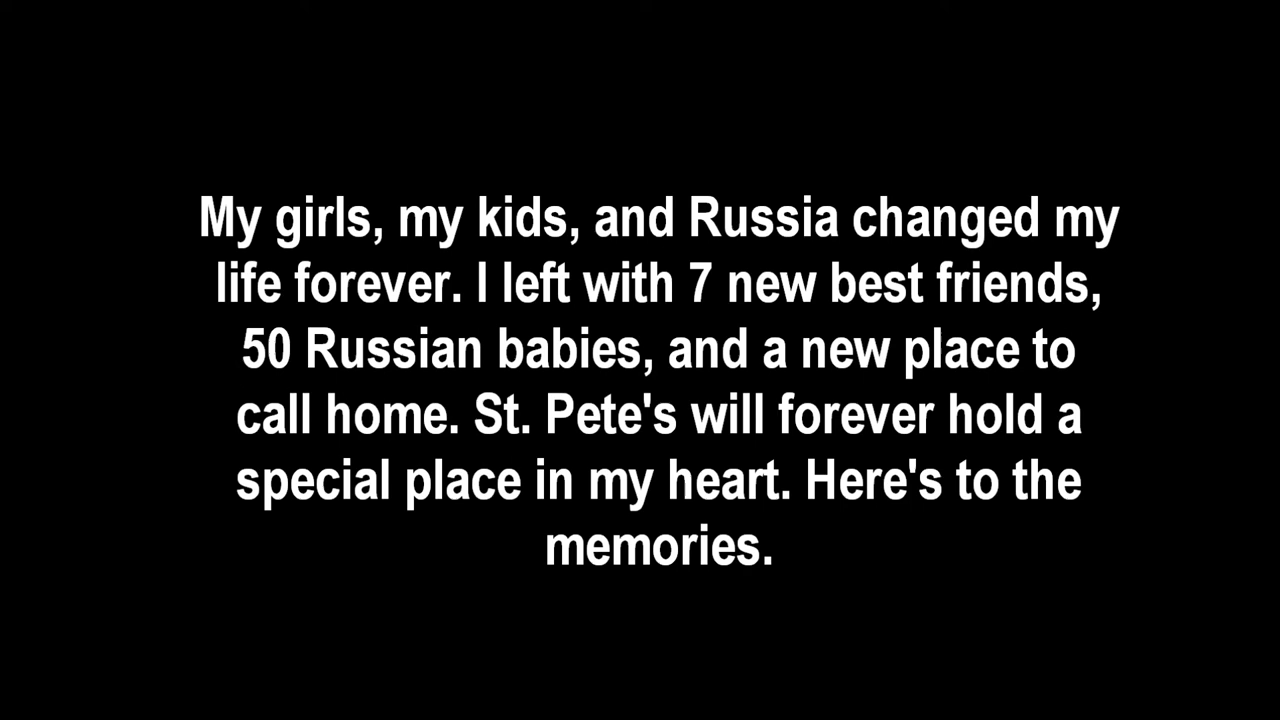 My girls, my kids, and Russia changed my
life forever. I left with 7 new best friends,
50 Russian babies, and a new place to
call home. St. Pete's will forever hold a
special place in my heart. Here's to the
memories.